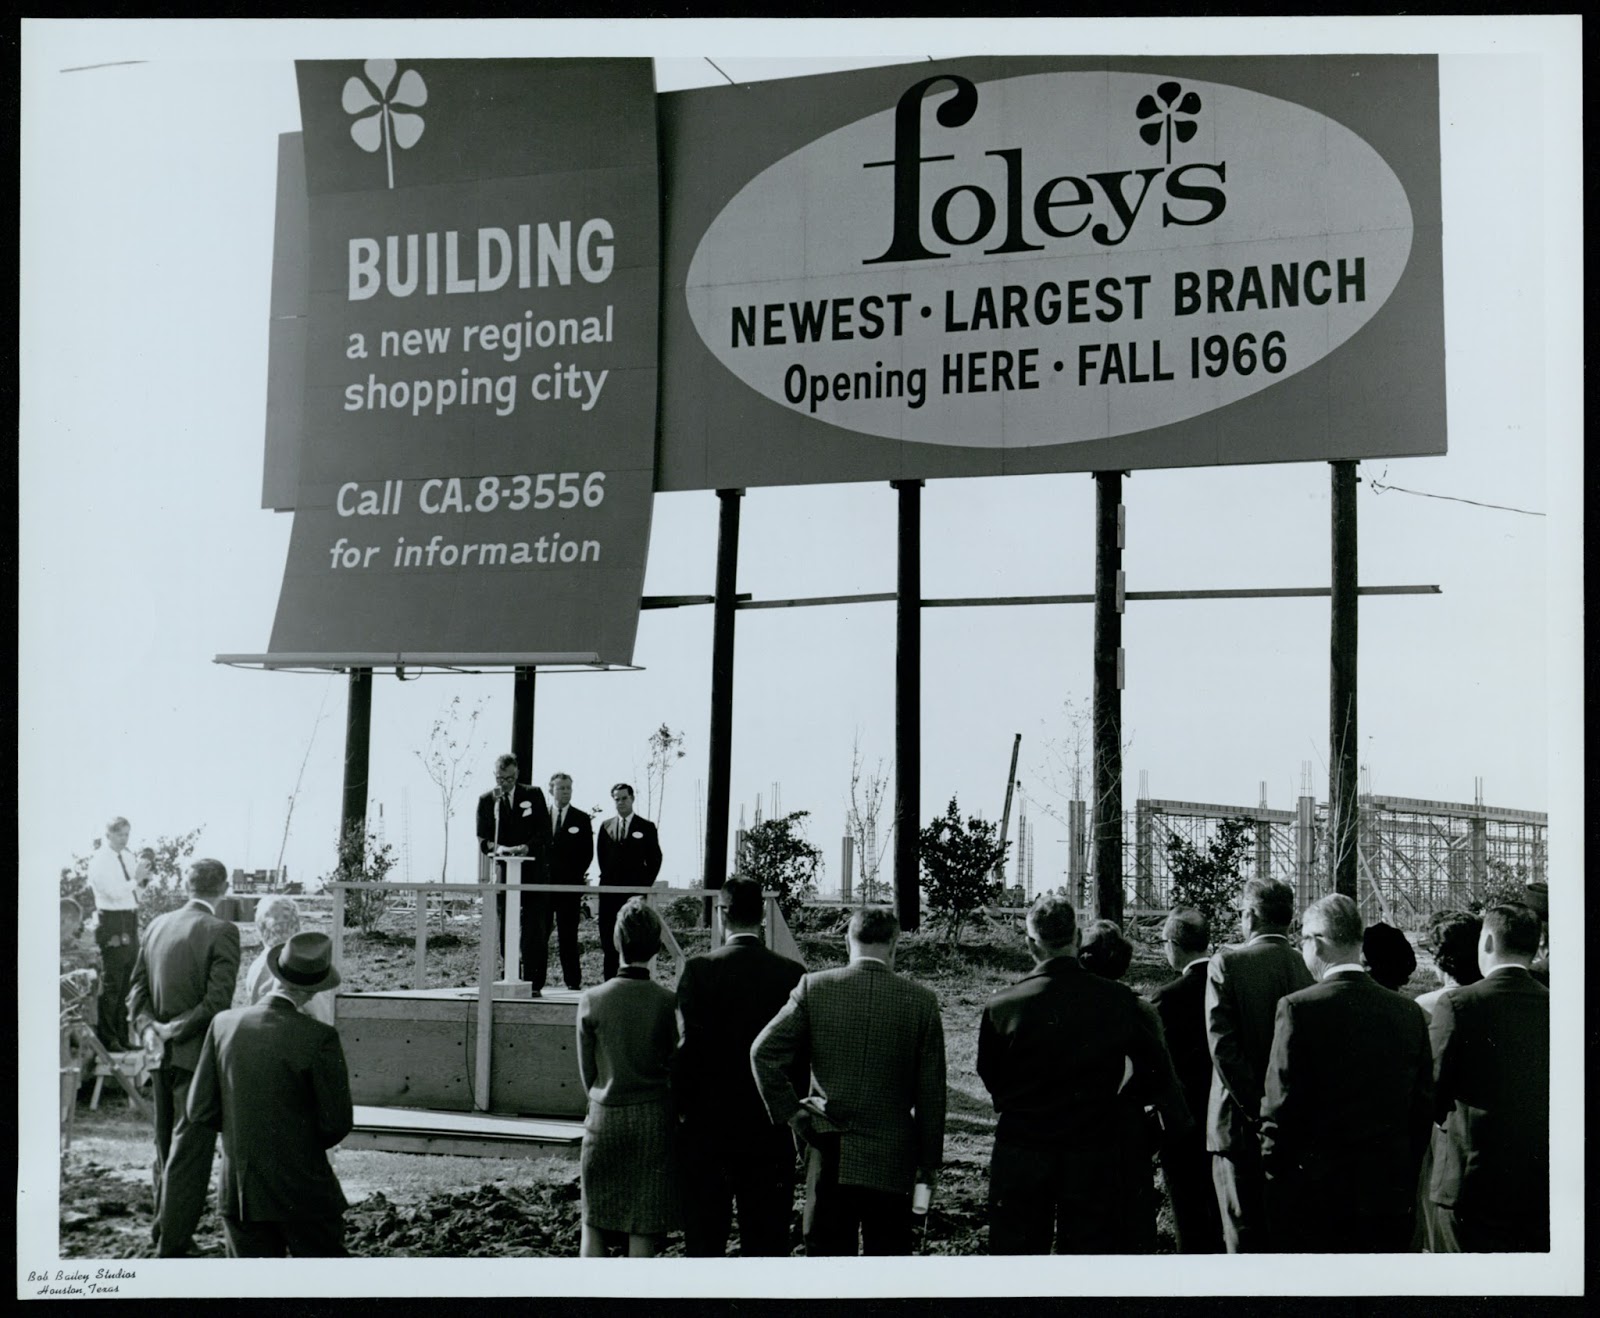 BUILDING
a new regional
shopping city
Call CA.8-3556
for information
foley's
NEWEST · LARGEST BRANCH
Opening HERE · FALL 1966
Bob Bailey Studios
Houston, Texas